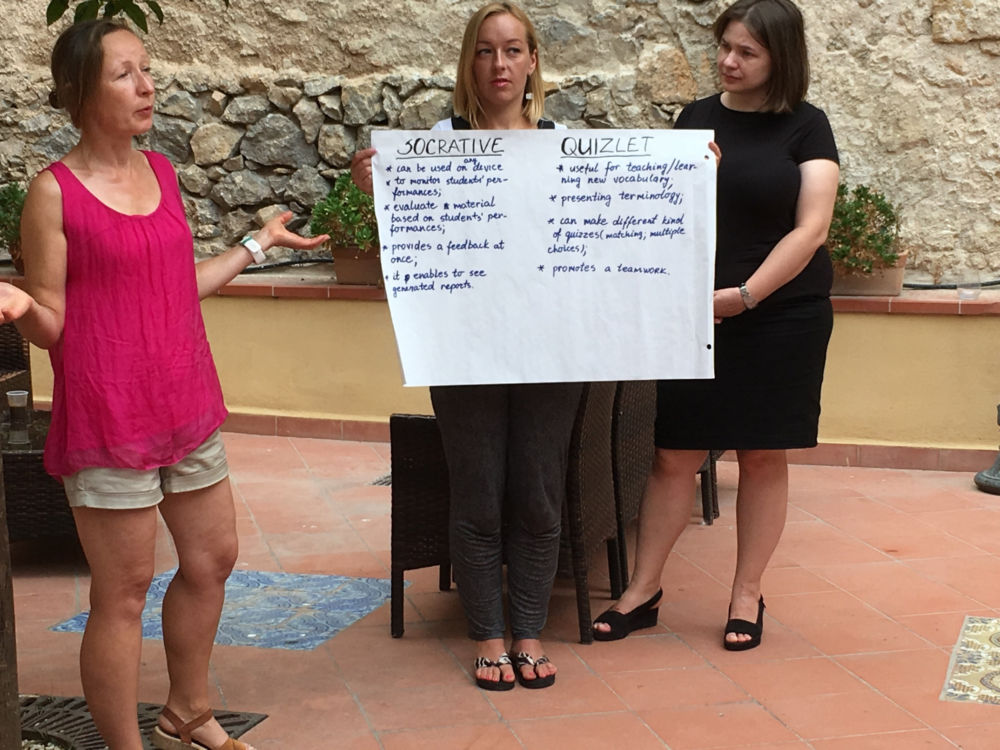 SOCRATIVE
* can be used on any device
* to monitor students' per-
formances;
* evaluate material
based on students' per-
formances;
* provides a feedback at
once;
* it enables to see
generated reports.
QUIZLET
* useful for teaching/lear-
ning new vocabulary;
* presenting terminology;
* can make different kind
of quizzes (matching; multiple
choices);
* promotes a teamwork.